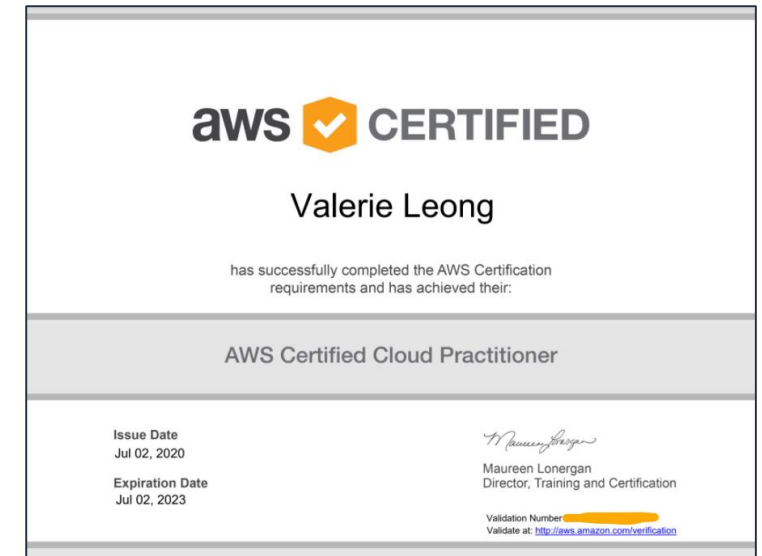 aws CERTIFIED
Valerie Leong
has successfully completed the AWS Certification
requirements and has achieved their:
AWS Certified Cloud Practitioner
Issue Date
Jul 02, 2020
Expiration Date
Jul 02, 2023
Maureen Lonergan
Maureen Lonergan
Director, Training and Certification
Validation Number
Validate at: http://aws.amazon.com/verification